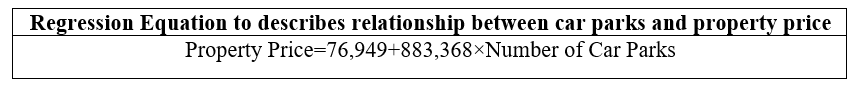 Regression Equation to describes relationship between car parks and property price
Property Price=76,949+883,368×Number of Car Parks